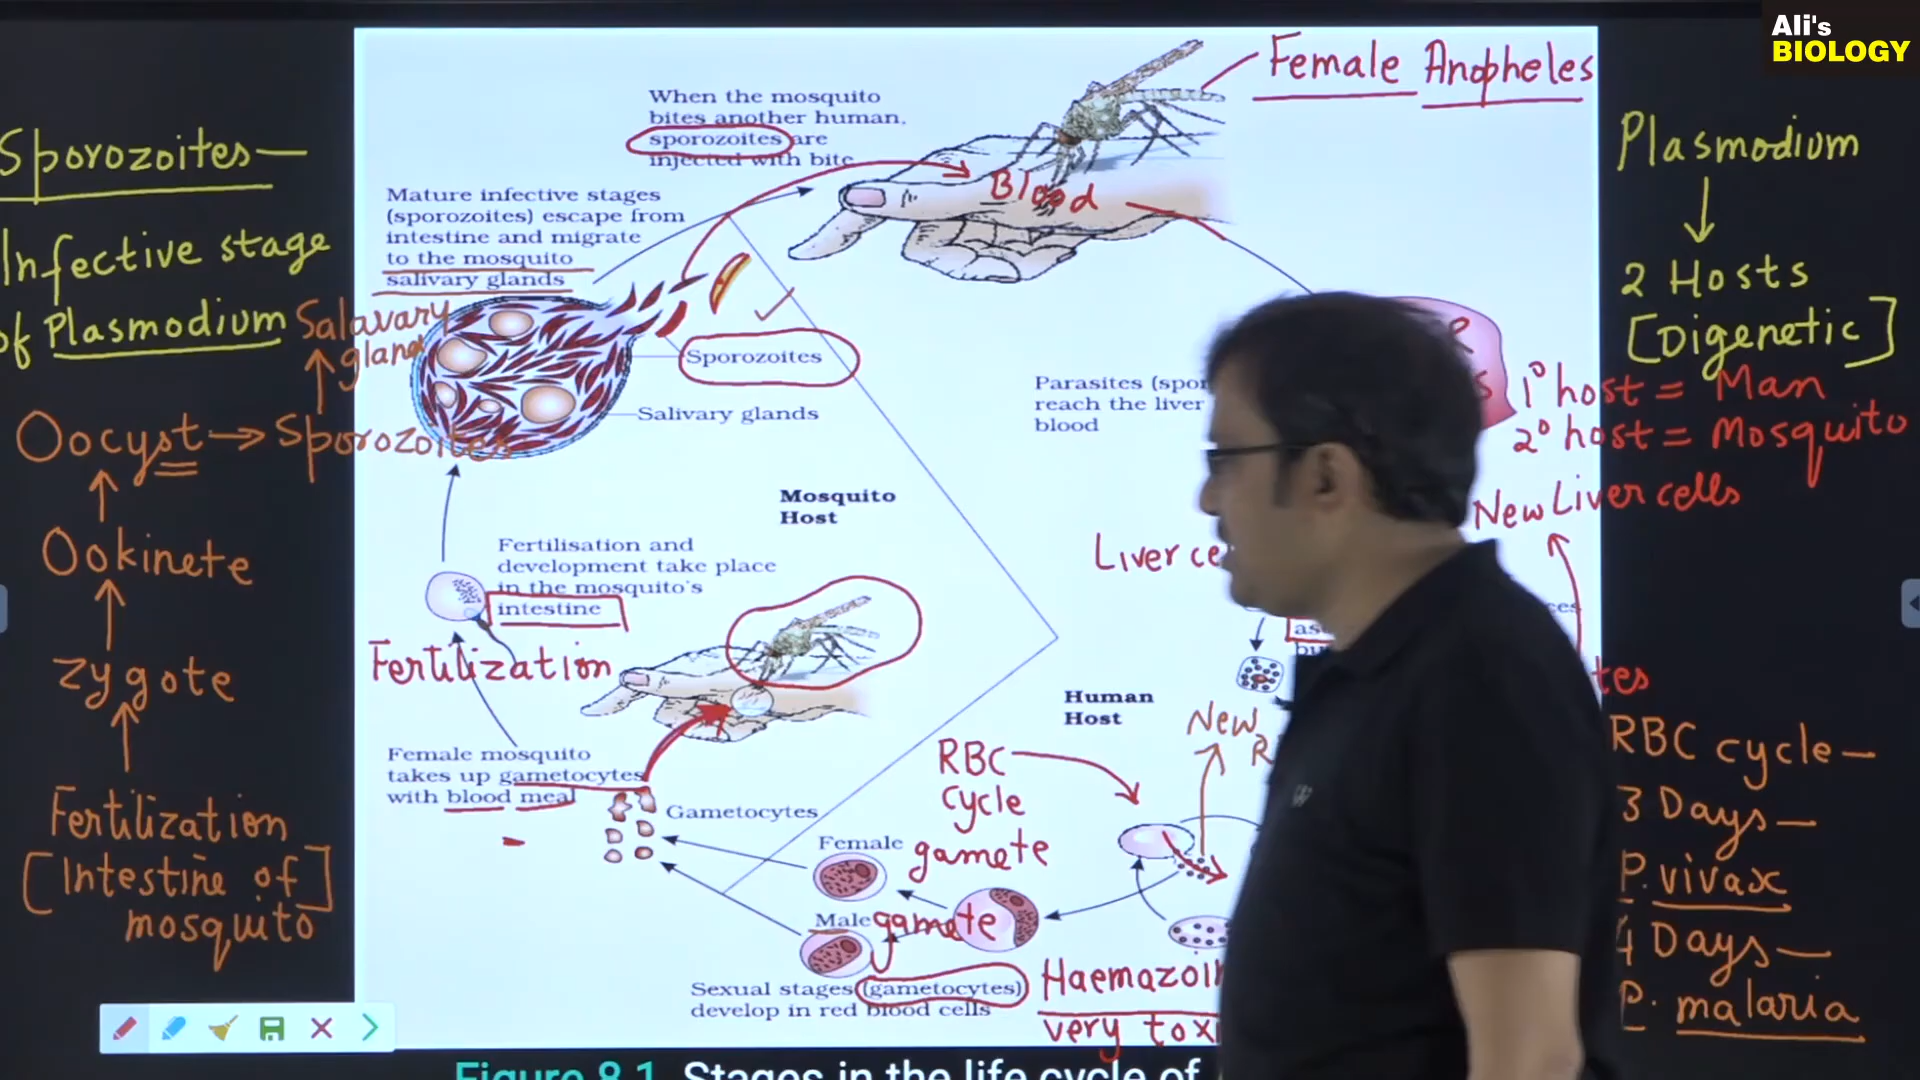 Ali's
BIOLOGY
Female Anopheles
When the mosquito
bites another human,
sporozoites are
injected with bite
Blood
Sporozoites—
Infective stage
of Plasmodium
Mature infective stages
(sporozoites) escape from
intestine and migrate
to the mosquito
salivary glands
Salavary
gland
Oocyst → Sporozoites
Ookinete
Zygote
Fertilization
[Intestine of]
mosquito
Sporozoites
Salivary glands
Parasites
reach the liver
blood
Mosquito
Host
Fertilisation and
development take place
in the mosquito's
intestine
Fertilization
Female mosquito
takes up gametocytes
with blood meal
Gametocytes
Female
gamete
Male gamete
Sexual stages (gametocytes)
develop in red blood cells
Human
Host
Liver
New
RBC
cycle
very
Plasmodium
2 Hosts
[Digenetic]
1° host = Man
2° host = Mosquito
New Liver cells
RBC cycle—
3 Days—
P. vivax
4 Days—
P. malaria
Figure 8.1 Stages in the life cycle of